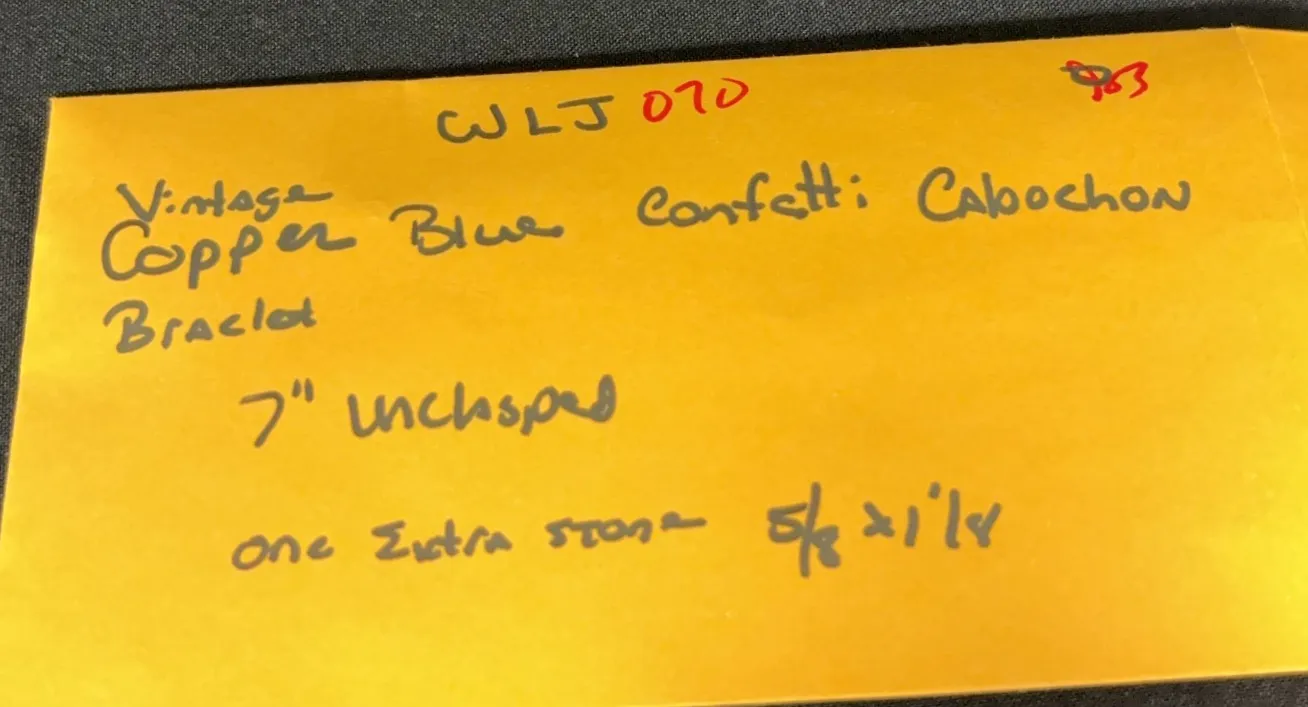 WLJ 070
Vintage
Copper Blue Confetti Cabochon
Braclet
7" unclasped
one Extra stone 5/8 x 1 1/8